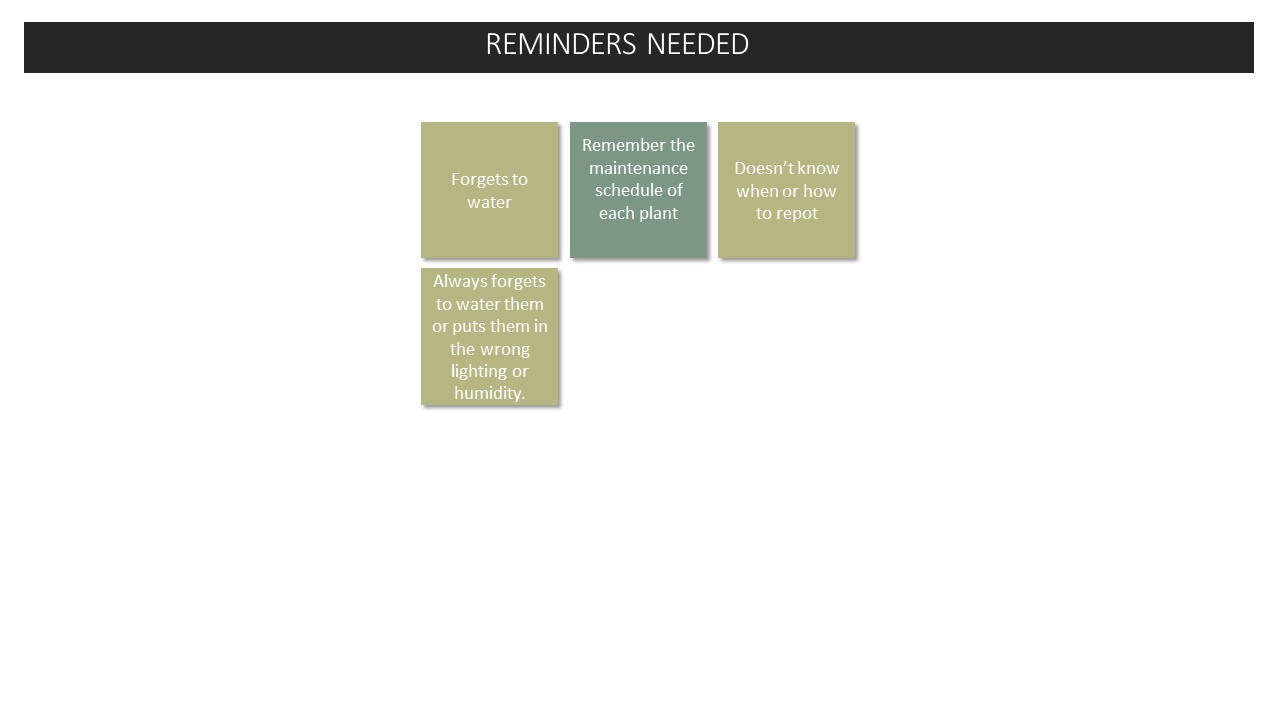 REMINDERS NEEDED
Forgets to
water
Remember the
maintenance
schedule of
each plant
Doesn’t know
when or how
to repot
Always forgets
to water them
or puts them in
the wrong
lighting or
humidity.